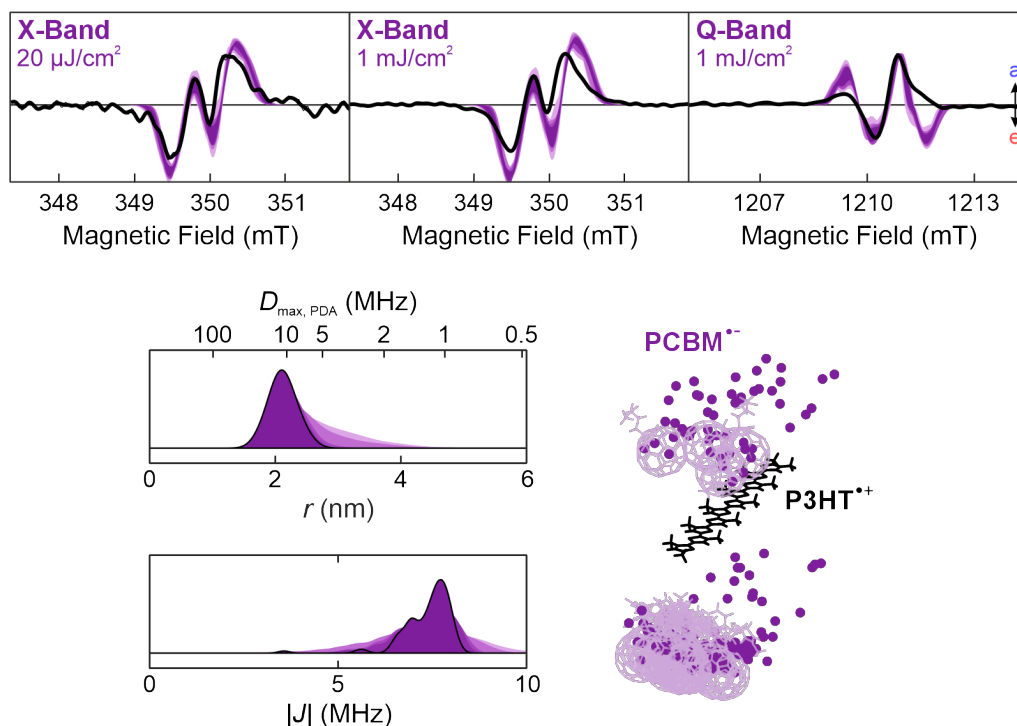 X-Band
20 µJ/cm²
X-Band
1 mJ/cm²
Q-Band
1 mJ/cm²
a
e
348 349 350 351
348 349 350 351
1207 1210 1213
Magnetic Field (mT)
Magnetic Field (mT)
Magnetic Field (mT)
D max, PDA (MHz)
100 10 5 2 1 0.5
0 2 4 6
r (nm)
0 5 10
|J| (MHz)
PCBM•−
P3HT•+